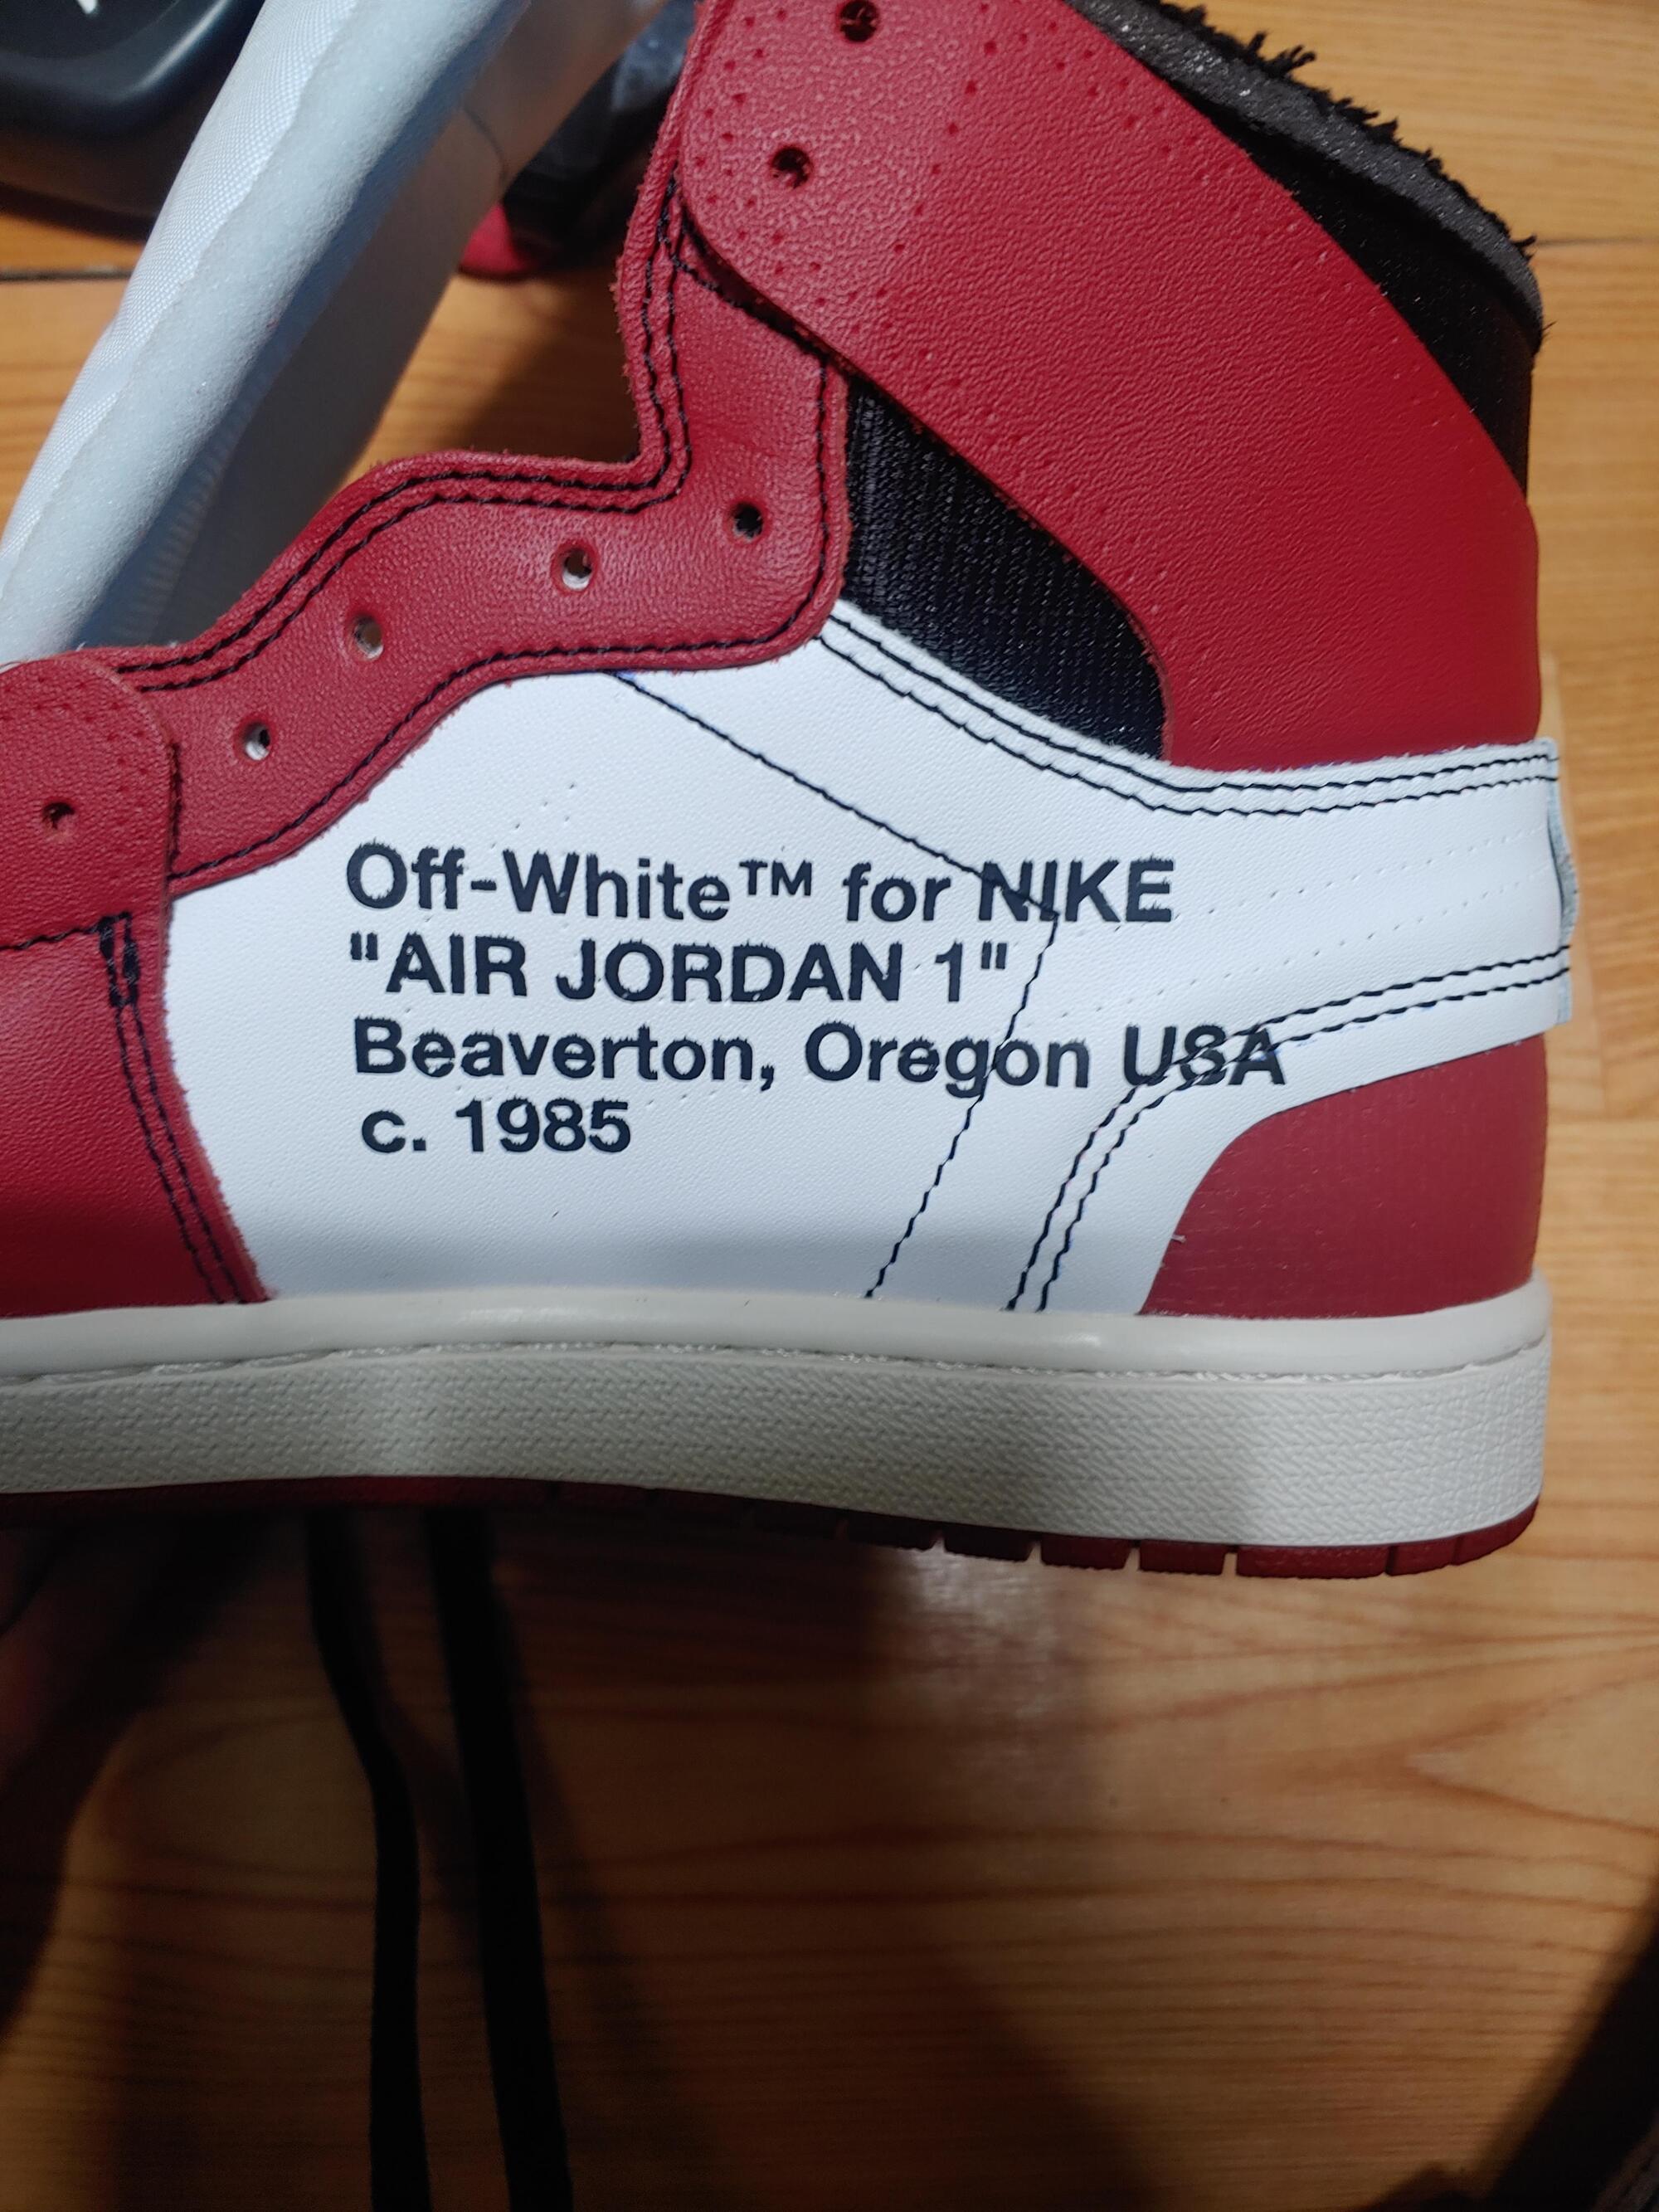 Off-White™ for NIKE
"AIR JORDAN 1"
Beaverton, Oregon USA
c. 1985